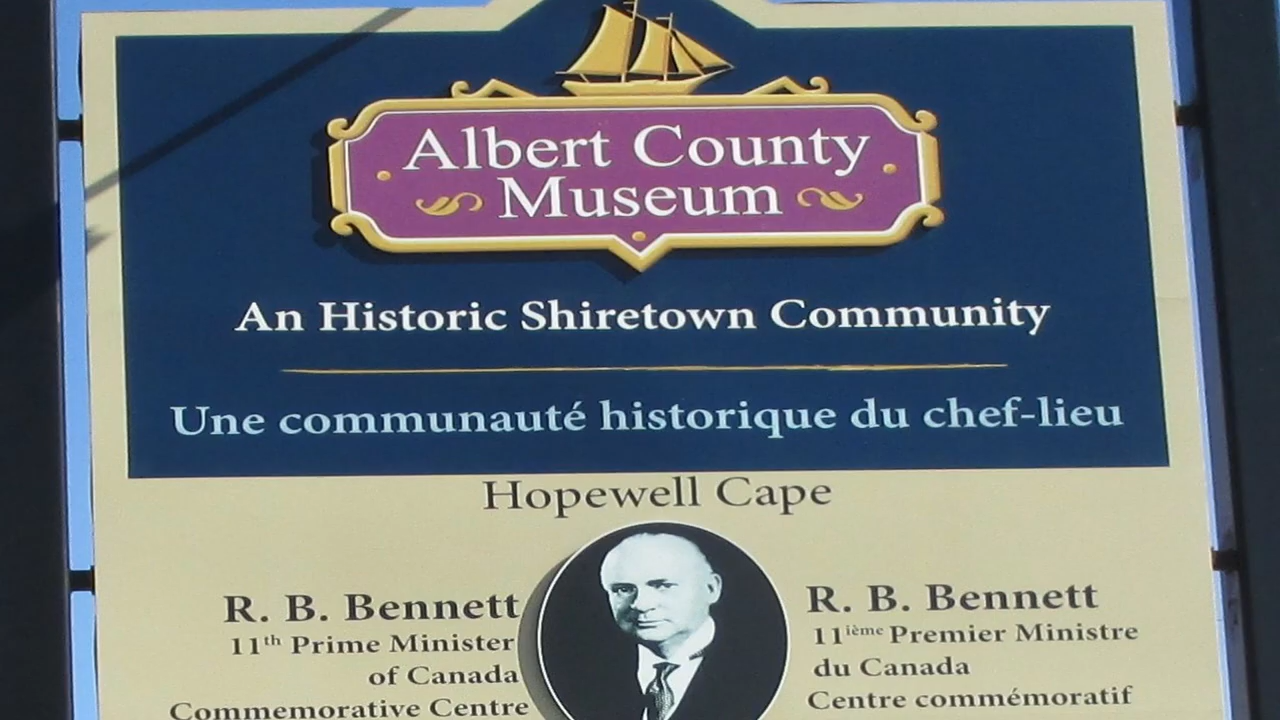 Albert County
Museum
An Historic Shiretown Community
Une communauté historique du chef-lieu
Hopewell Cape
R. B. Bennett
11th Prime Minister
of Canada
Commemorative Centre
R. B. Bennett
11ième Premier Ministre
du Canada
Centre commémoratif